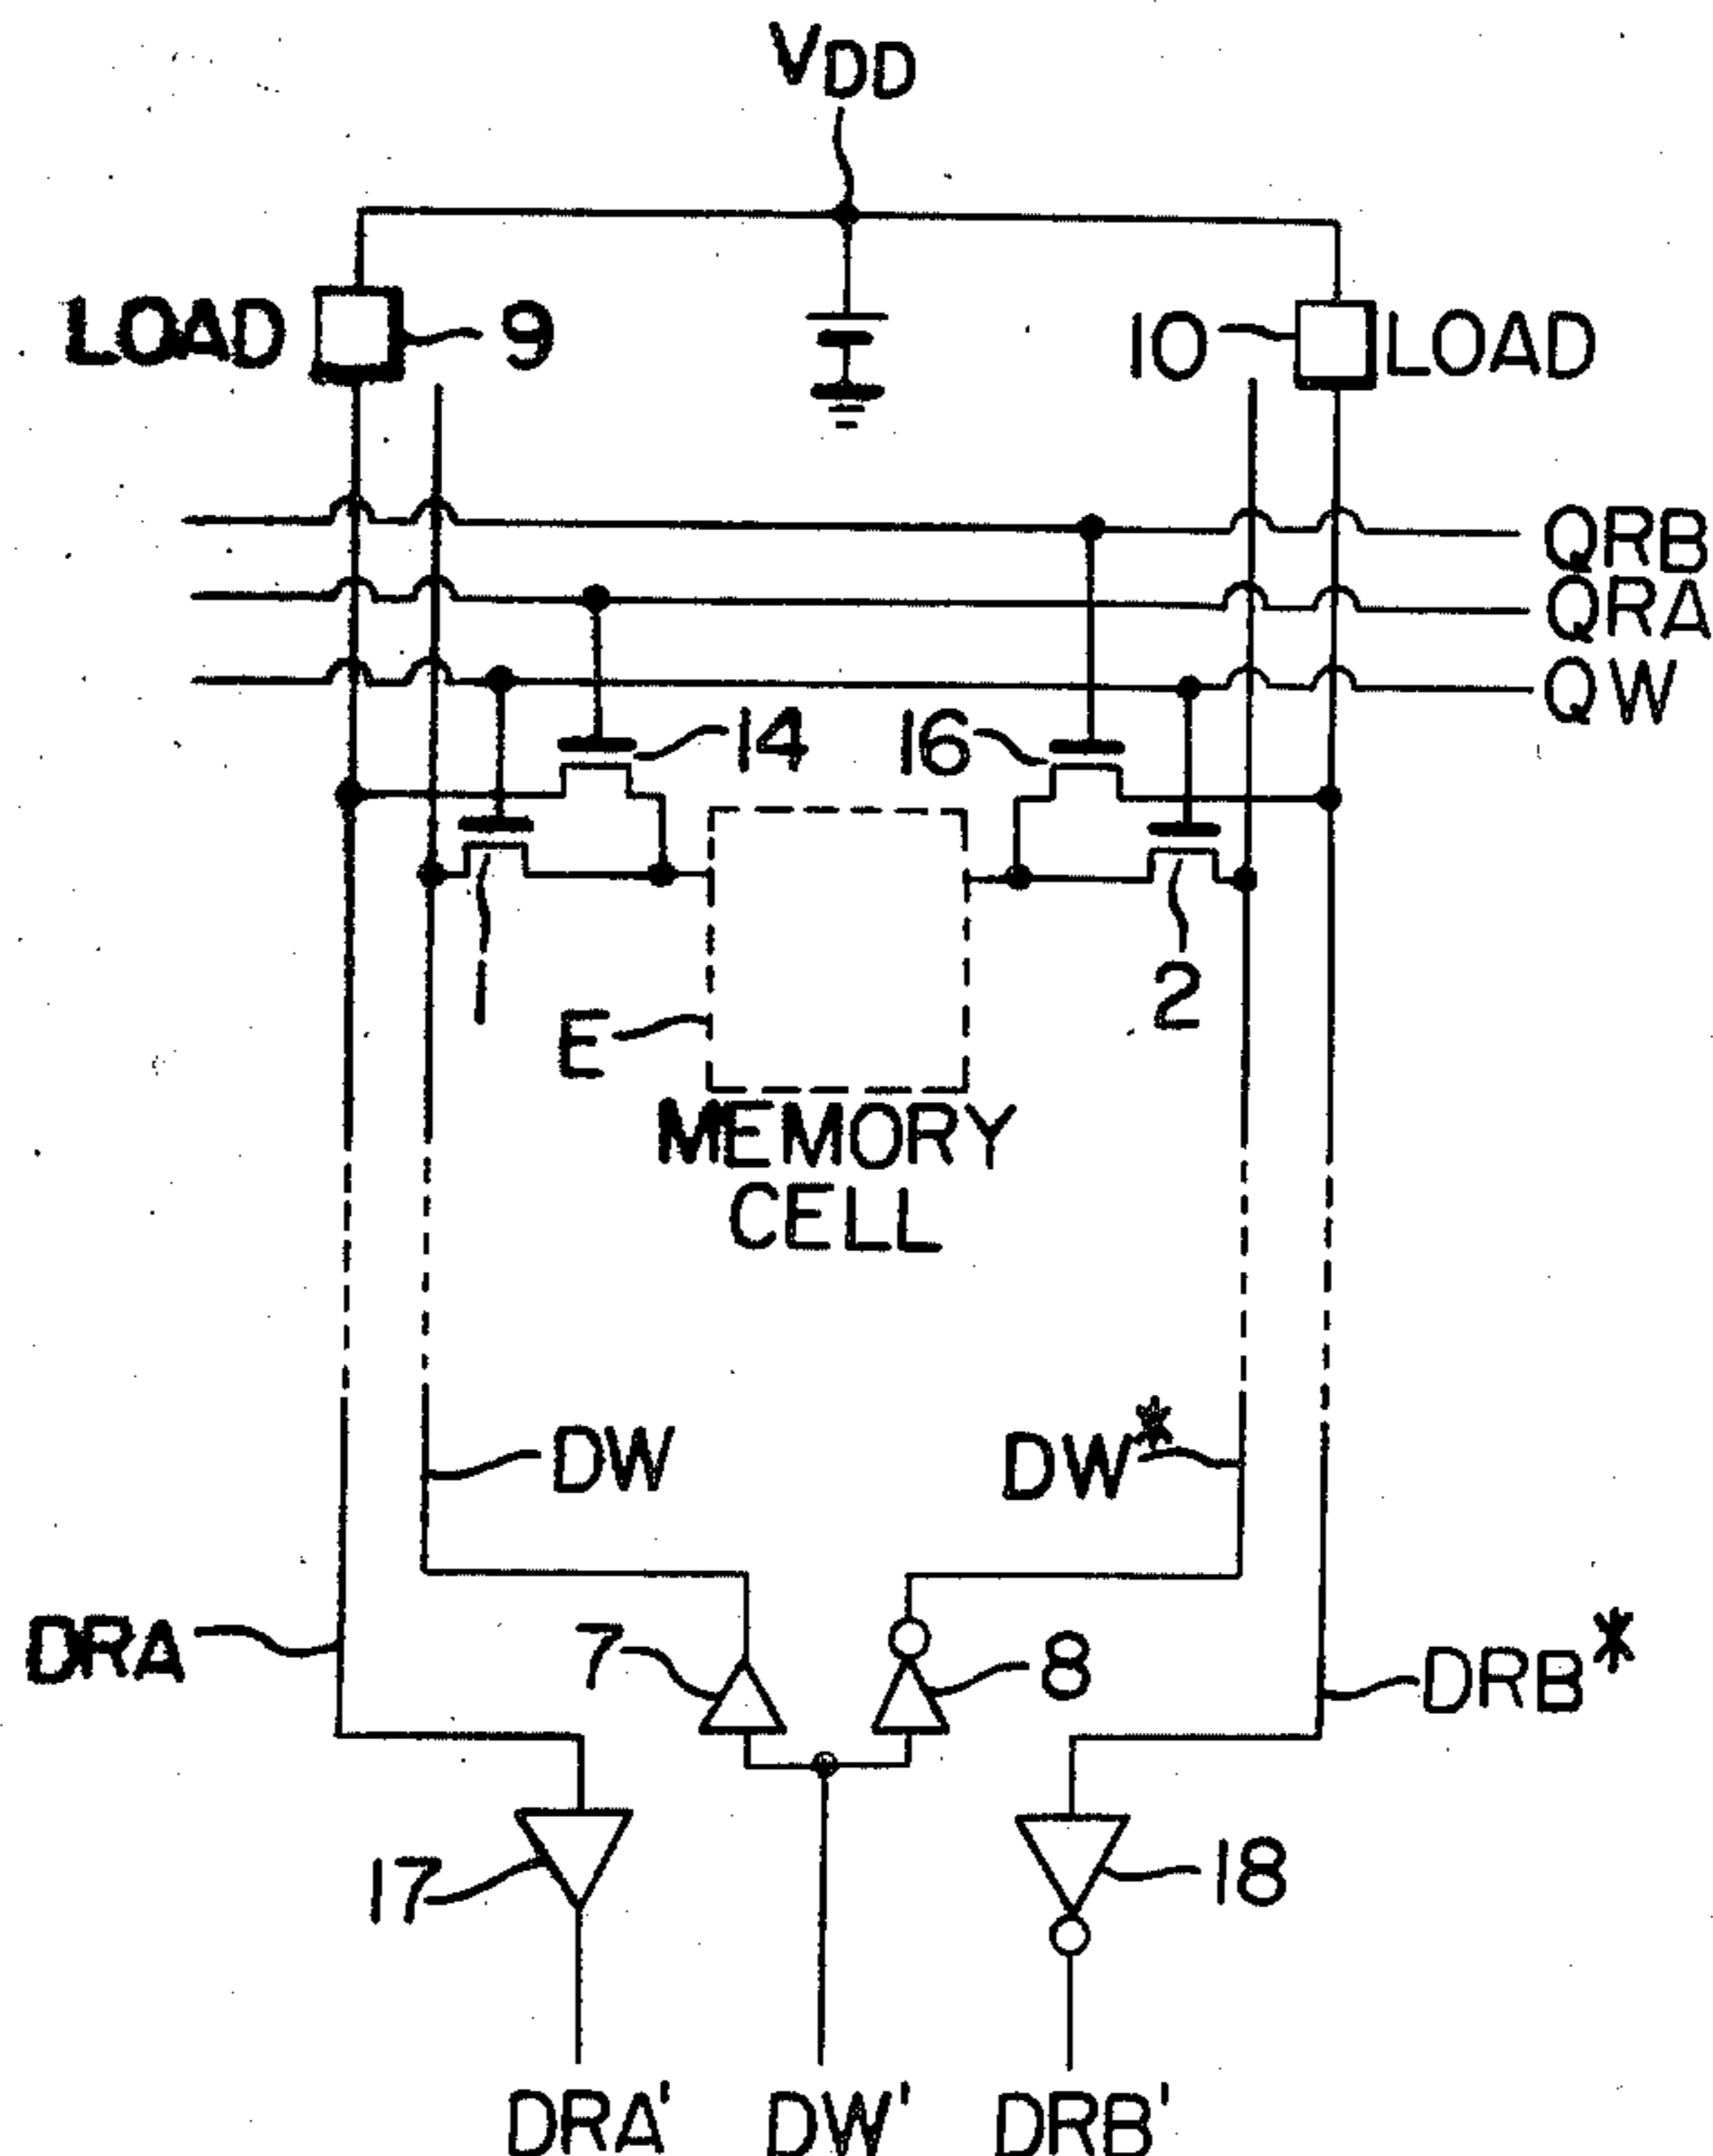 VDD
LOAD 9 10 LOAD
QRB
QRA
QW
14 16
1 2
E
MEMORY
CELL
DW DW*
DRA 7 8 DRB*
17 18
DRA' DW' DRB'